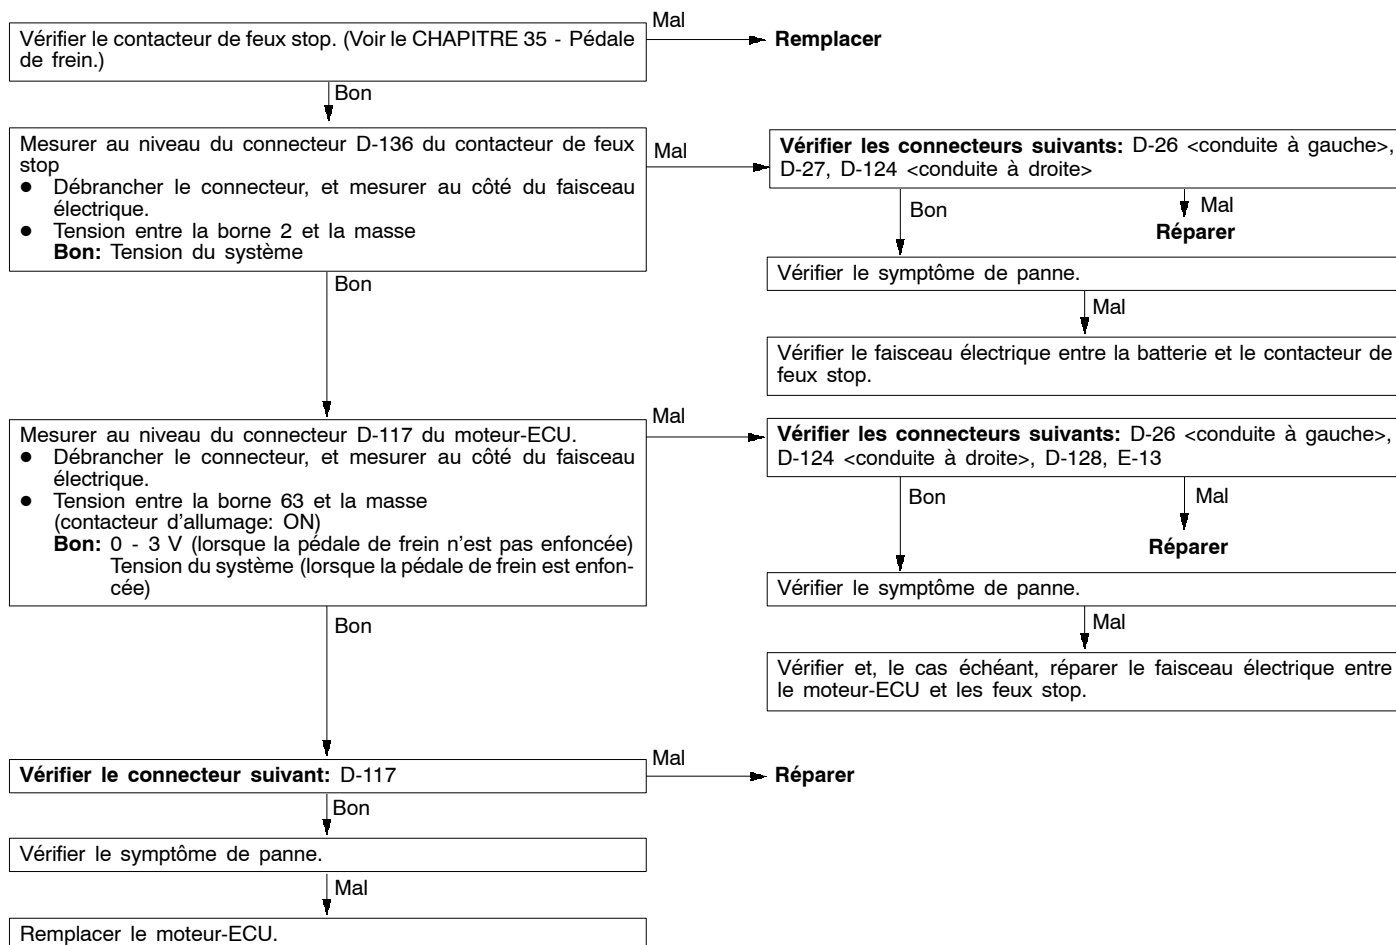 Vérifier le contacteur de feux stop. (Voir le CHAPITRE 35 - Pédale
de frein.)
Mal
Remplacer
Bon
Mesurer au niveau du connecteur D-136 du contacteur de feux
stop
● Débrancher le connecteur, et mesurer au côté du faisceau
électrique.
● Tension entre la borne 2 et la masse
Bon: Tension du système
Mal
Vérifier les connecteurs suivants: D-26 <conduite à gauche>,
D-27, D-124 <conduite à droite>
Bon
Mal
Réparer
Vérifier le symptôme de panne.
Mal
Vérifier le faisceau électrique entre la batterie et le contacteur de
feux stop.
Bon
Mesurer au niveau du connecteur D-117 du moteur-ECU.
● Débrancher le connecteur, et mesurer au côté du faisceau
électrique.
● Tension entre la borne 63 et la masse
(contacteur d'allumage: ON)
Bon: 0 - 3 V (lorsque la pédale de frein n'est pas enfoncée)
Tension du système (lorsque la pédale de frein est enfon-
cée)
Mal
Vérifier les connecteurs suivants: D-26 <conduite à gauche>,
D-124 <conduite à droite>, D-128, E-13
Bon
Mal
Réparer
Vérifier le symptôme de panne.
Mal
Vérifier et, le cas échéant, réparer le faisceau électrique entre
le moteur-ECU et les feux stop.
Bon
Vérifier le connecteur suivant: D-117
Mal
Réparer
Bon
Vérifier le symptôme de panne.
Mal
Remplacer le moteur-ECU.